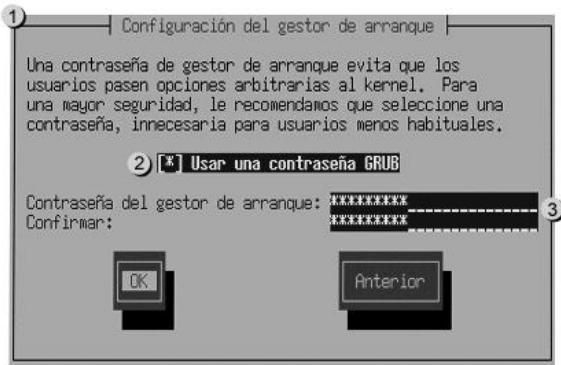 1
Configuración del gestor de arranque
Una contraseña de gestor de arranque evita que los
usuarios pasen opciones arbitrarias al kernel. Para
una mayor seguridad, le recomendamos que seleccione una
contraseña, innecesaria para usuarios menos habituales.
2 [*] Usar una contraseña GRUB
Contraseña del gestor de arranque: *********
Confirmar: *********
3
OK Anterior